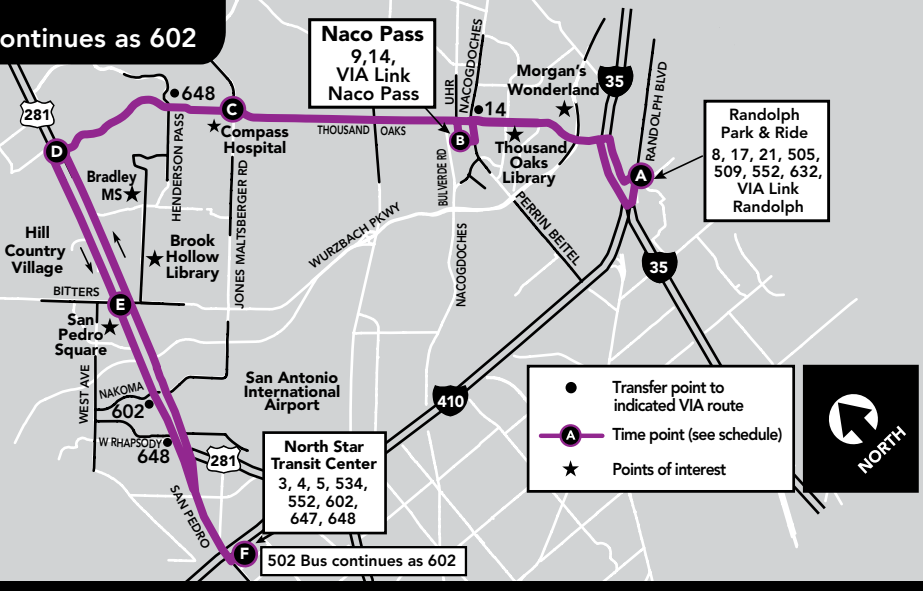 ontinues as 602
281
D
648
C
Compass
Hospital
HENDERSON PASS
JONES MALTSBERGER RD
Bradley
MS
Hill
Country
Village
Brook
Hollow
Library
BITTERS
E
San
Pedro
Square
WEST AVE
NAKOMA
602
W RHAPSODY
648
281
SAN PEDRO
F
502 Bus continues as 602
North Star
Transit Center
3, 4, 5, 534,
552, 602,
647, 648
San Antonio
International
Airport
410
WURZBACH PKWY
THOUSAND OAKS
Naco Pass
9,14,
VIA Link
Naco Pass
UHR
NACOGDOCHES
14
B
BULVERDE RD
NACOGDOCHES
Thousand
Oaks
Library
Morgan's
Wonderland
PERRIN BEITEL
35
RANDOLPH BLVD
A
Randolph
Park & Ride
8, 17, 21, 505,
509, 552, 632,
VIA Link
Randolph
35
Transfer point to
indicated VIA route
A
Time point (see schedule)
Points of interest
NORTH